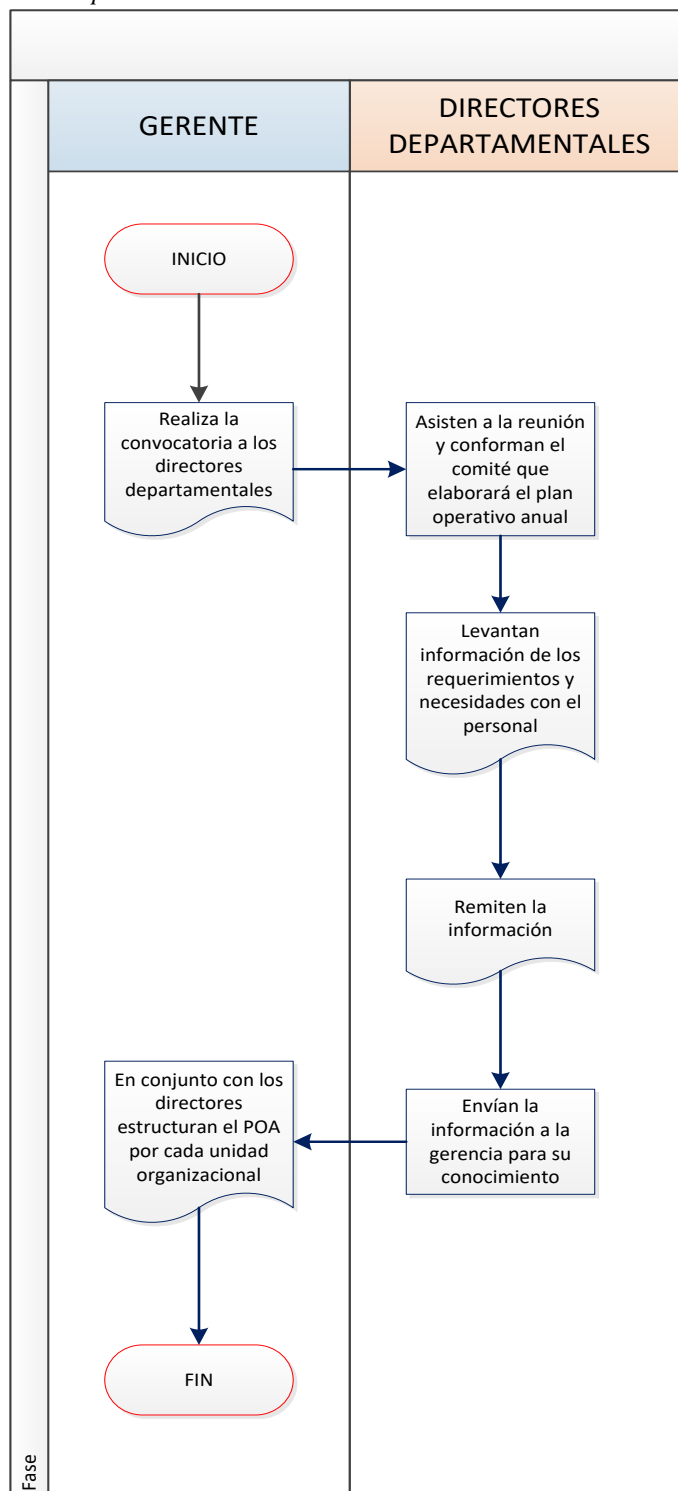 GERENTE
DIRECTORES
DEPARTAMENTALES
INICIO
Realiza la
convocatoria a los
directores
departamentales
Asisten a la reunión
y conforman el
comité que
elaborará el plan
operativo anual
Levantan
información de los
requerimientos y
necesidades con el
personal
Remiten la
información
Envían la
información a la
gerencia para su
conocimiento
En conjunto con los
directores
estructuran el POA
por cada unidad
organizacional
FIN
Fase